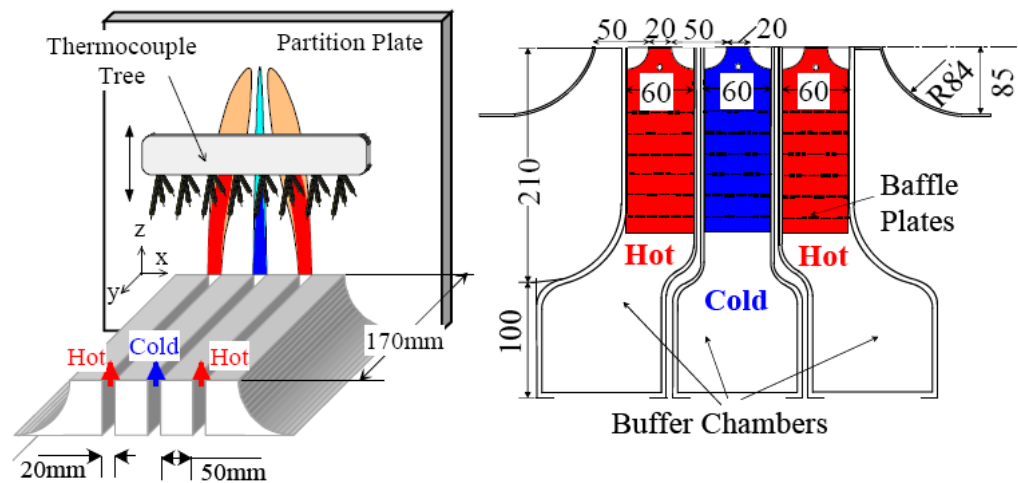 Thermocouple
Tree
Partition Plate
z
x
y
Hot
Cold
Hot
170mm
20mm
50mm
50
20
50
20
60
60
60
R84
85
210
100
Baffle
Plates
Hot
Hot
Cold
Buffer Chambers